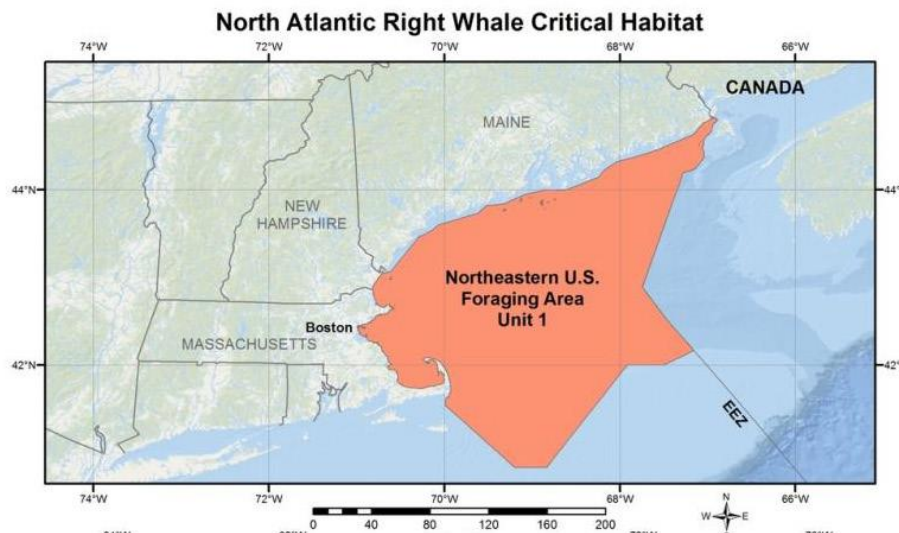 North Atlantic Right Whale Critical Habitat
74°W 72°W 70°W 68°W 66°W
CANADA
MAINE
44°N 44°N
NEW
HAMPSHIRE
Northeastern U.S.
Foraging Area
Unit 1
Boston
MASSACHUSETTS
42°N 42°N
EEZ
74°W 72°W 70°W 68°W 66°W
N
W E
S
0 20 40 80 120 160 200